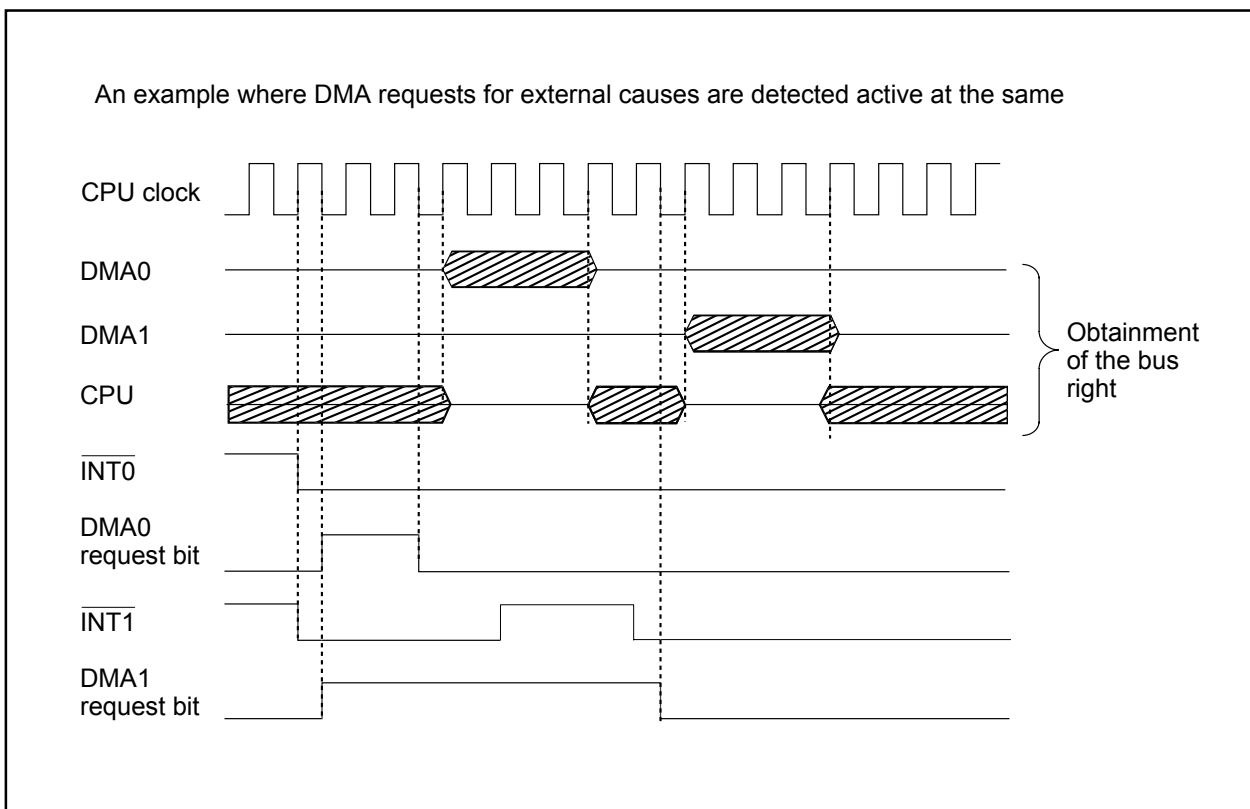 An example where DMA requests for external causes are detected active at the same
CPU clock
DMA0
DMA1
CPU
Obtainment
of the bus
right
INT0
DMA0
request bit
INT1
DMA1
request bit